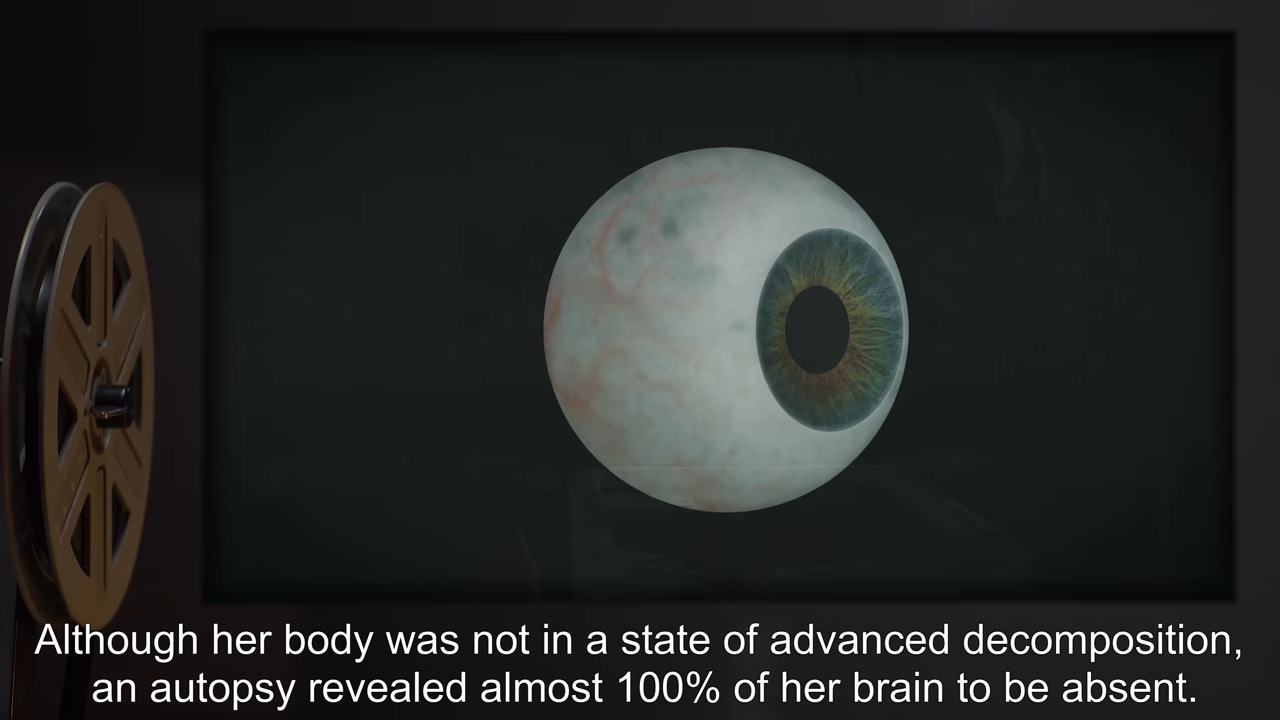 Although her body was not in a state of advanced decomposition,
an autopsy revealed almost 100% of her brain to be absent.